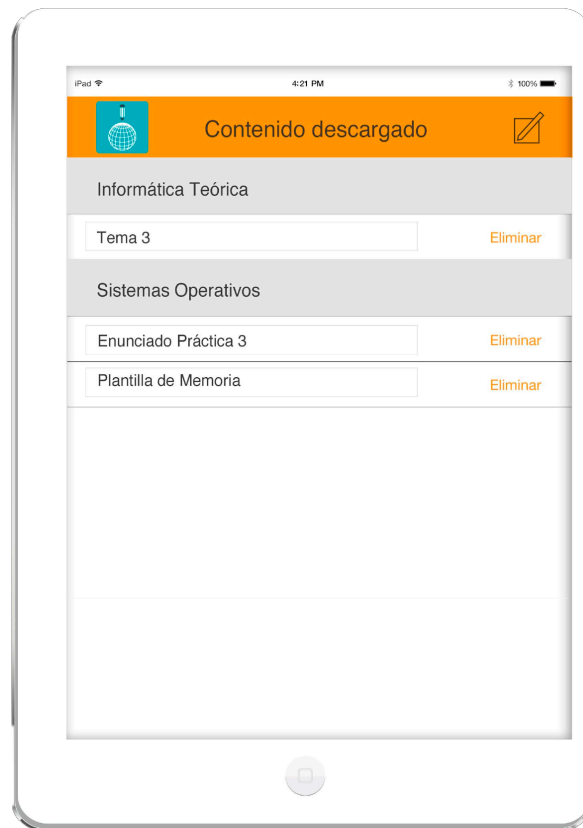 iPad 4:21 PM 100%
Contenido descargado
Informática Teórica
Tema 3 Eliminar
Sistemas Operativos
Enunciado Práctica 3 Eliminar
Plantilla de Memoria Eliminar